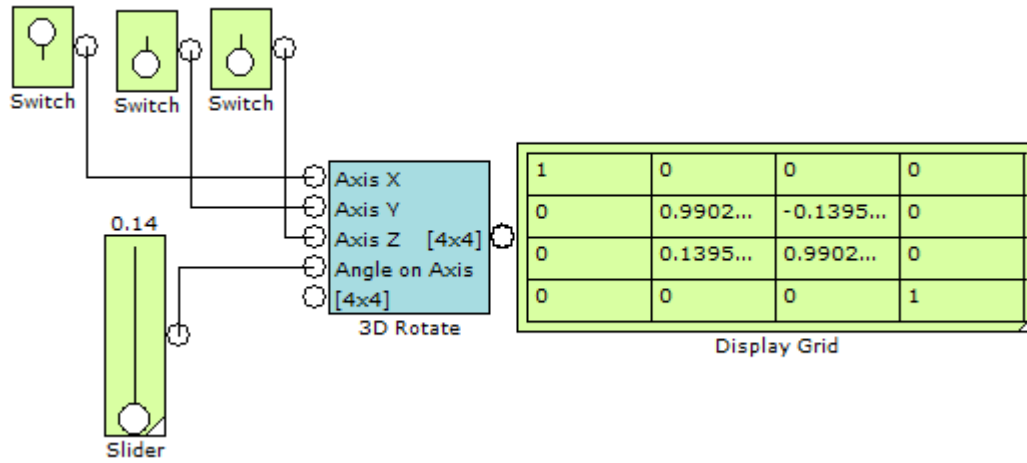 Switch
Switch
Switch
0.14
Slider
Axis X
Axis Y
Axis Z [4x4]
Angle on Axis
[4x4]
3D Rotate
1 0 0 0
0 0.9902... -0.1395... 0
0 0.1395... 0.9902... 0
0 0 0 1
Display Grid